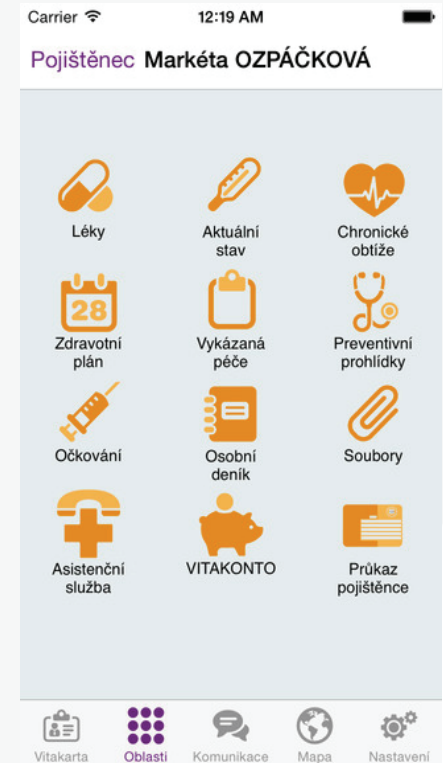 Carrier 12:19 AM
Pojištěnec Markéta OZPÁČKOVÁ
Léky
Aktuální
stav
Chronické
obtíže
28
Zdravotní
plán
Vykázaná
péče
Preventivní
prohlídky
Očkování
Osobní
deník
Soubory
Asistenční
služba
VITAKONTO
Průkaz
pojištěnce
Vitakarta Oblasti Komunikace Mapa Nastavení